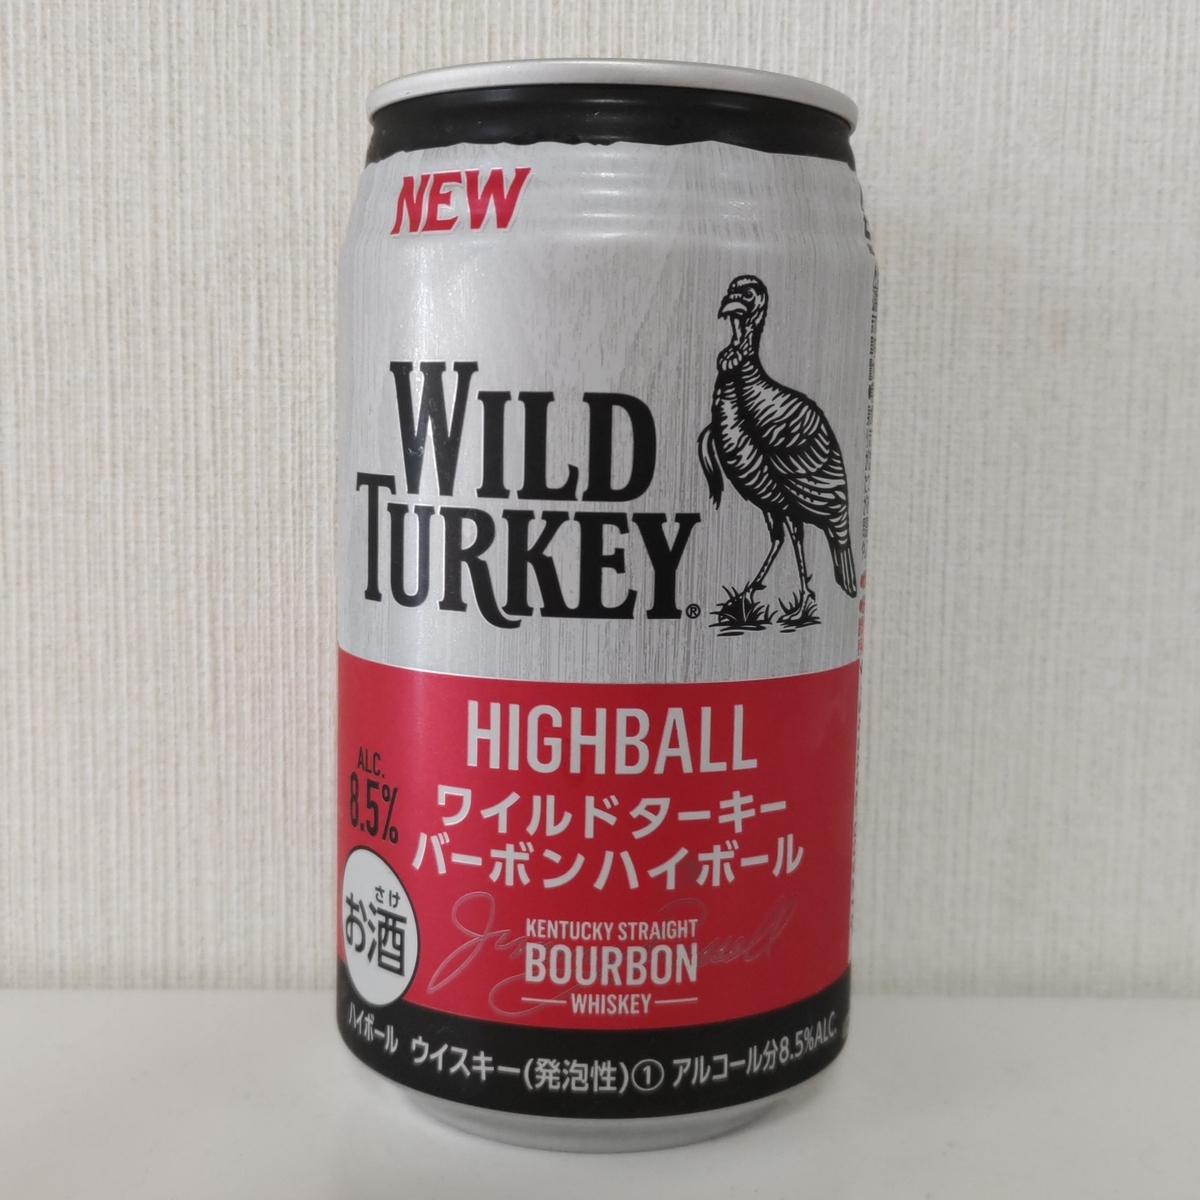 NEW
WILD
TURKEY®
HIGHBALL
ALC.
8.5%
ワイルドターキー
バーボンハイボール
さけ
お酒
KENTUCKY STRAIGHT
BOURBON
WHISKEY
ハイボール ウイスキー(発泡性)① アルコール分8.5%ALC.